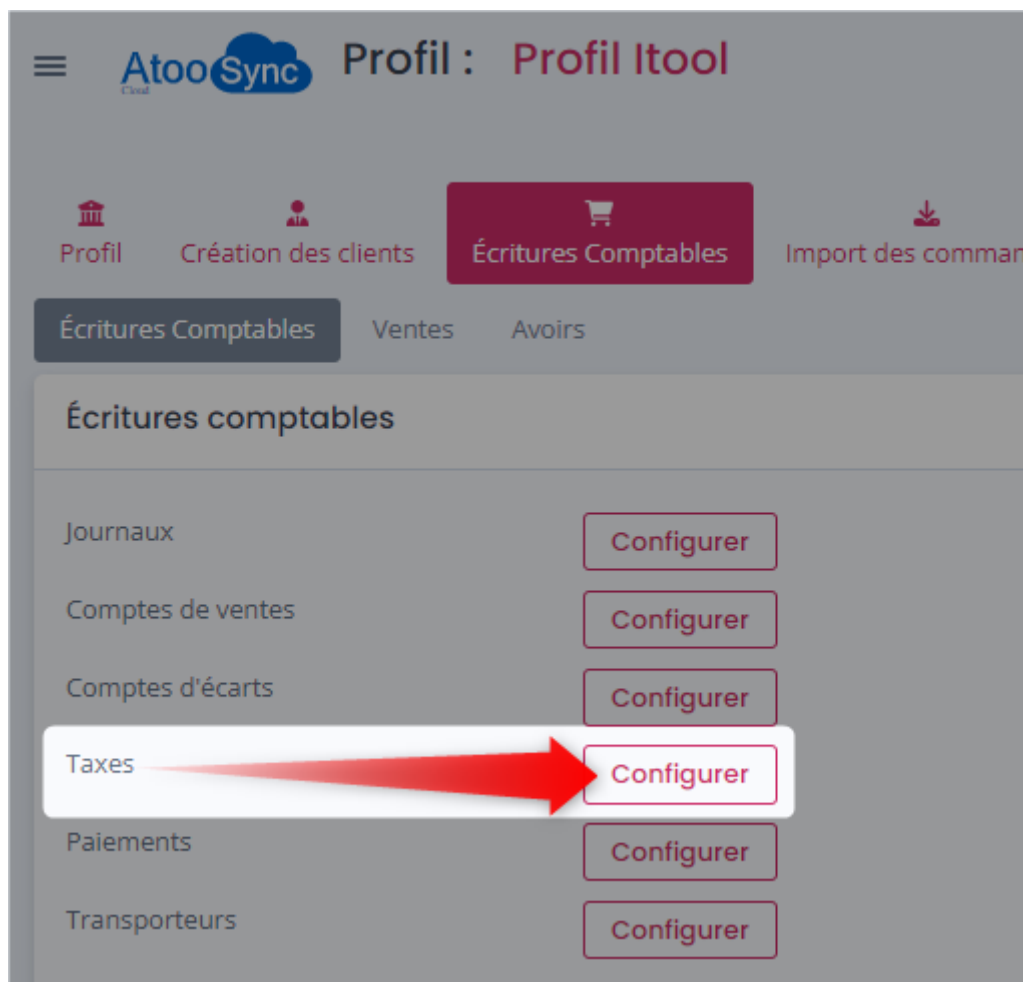 AtooSync
Cloud
Profil : Profil Itool
Profil
Création des clients
Écritures Comptables
Import des comman
Écritures Comptables
Ventes
Avoirs
Écritures comptables
Journaux
Configurer
Comptes de ventes
Configurer
Comptes d'écarts
Configurer
Taxes
Configurer
Paiements
Configurer
Transporteurs
Configurer